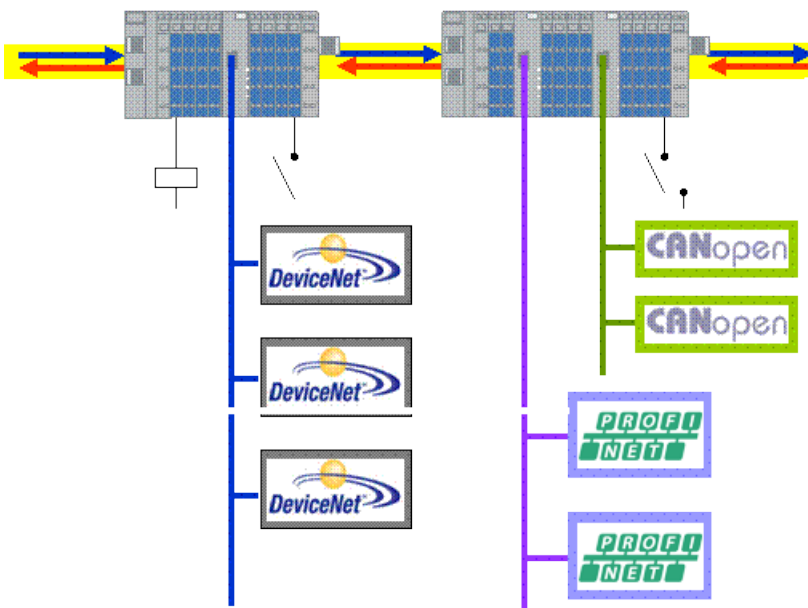 DeviceNet
CANopen
CANopen
DeviceNet
PROFI
NET
DeviceNet
PROFI
NET